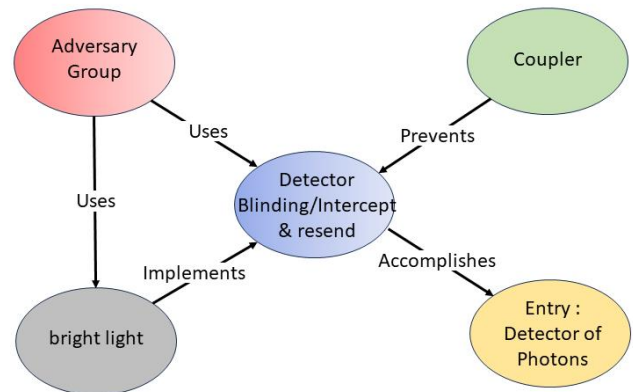 Adversary
Group
Coupler
Uses
Prevents
Detector
Blinding/Intercept
& resend
Uses
Implements
Accomplishes
bright light
Entry :
Detector of
Photons